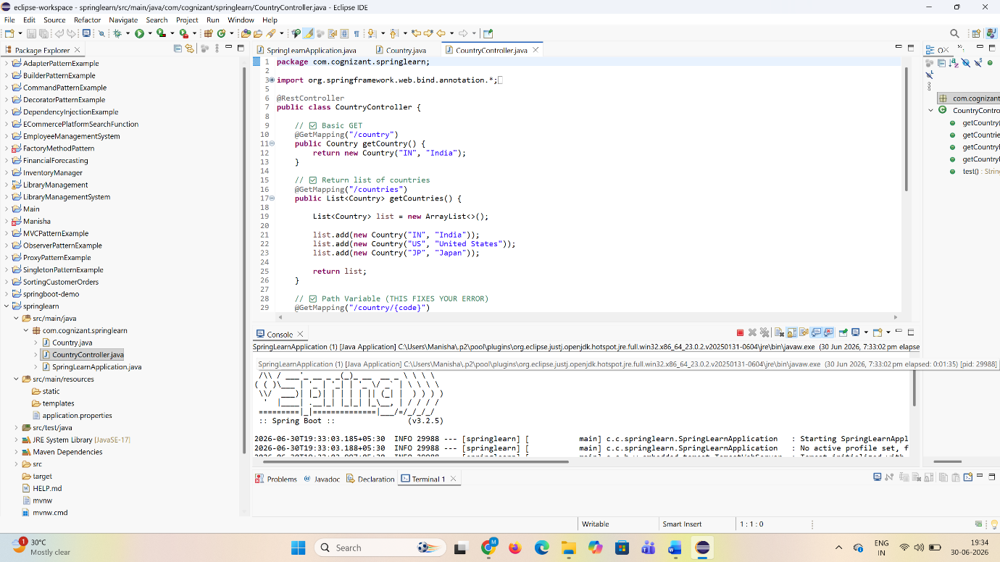 eclipse-workspace - springlearn/src/main/java/com/cognizant/springlearn/CountryController.java - Eclipse IDE
File Edit Source Refactor Navigate Search Project Run Window Help
Package Explorer
AdapterPatternExample
BuilderPatternExample
CommandPatternExample
DecoratorPatternExample
DependencyInjectionExample
ECommercePlatformSearchFunction
EmployeeManagementSystem
FactoryMethodPattern
FinancialForecasting
InventoryManager
LibraryManagement
LibraryManagementSystem
Main
Manisha
MVCPatternExample
ObserverPatternExample
ProxyPatternExample
SingletonPatternExample
SortingCustomerOrders
springboot-demo
springlearn
src/main/java
com.cognizant.springlearn
Country.java
CountryController.java
SpringLearnApplication.java
src/main/resources
static
templates
application.properties
src/test/java
JRE System Library [JavaSE-17]
Maven Dependencies
src
target
HELP.md
mvnw
mvnw.cmd
SpringLearnApplication.java Country.java CountryController.java
1 package com.cognizant.springlearn;
2
3 import org.springframework.web.bind.annotation.*;
5
6 @RestController
7 public class CountryController {
8
9 // ✅ Basic GET
10 @GetMapping("/country")
11 public Country getCountry() {
12 return new Country("IN", "India");
13 }
14
15 // ✅ Return list of countries
16 @GetMapping("/countries")
17 public List<Country> getCountries() {
18
19 List<Country> list = new ArrayList<>();
20
21 list.add(new Country("IN", "India"));
22 list.add(new Country("US", "United States"));
23 list.add(new Country("JP", "Japan"));
24
25 return list;
26 }
27
28 // ✅ Path Variable (THIS FIXES YOUR ERROR)
29 @GetMapping("/country/{code}")
com.cognizant
CountryContro
getCountry(
getCountrie
getCountryl
getCountryl
test() : String
Console
SpringLearnApplication (1) [Java Application] C:\Users\Manisha\.p2\pool\plugins\org.eclipse.justj.openjdk.hotspot.jre.full.win32.x86_64_23.0.2.v20250131-0604\jre\bin\javaw.exe (30 Jun 2026, 7:33:02 pm elapse
SpringLearnApplication (1) [Java Application] C:\Users\Manisha\.p2\pool\plugins\org.eclipse.justj.openjdk.hotspot.jre.full.win32.x86_64_23.0.2.v20250131-0604\jre\bin\javaw.exe (30 Jun 2026, 7:33:02 pm elapsed: 0:01:35) [pid: 29988]
:: Spring Boot :: (v3.2.5)
2026-06-30T19:33:03.185+05:30 INFO 29988 --- [springlearn] [ main] c.c.springlearn.SpringLearnApplication : Starting SpringLearnAppl
2026-06-30T19:33:03.188+05:30 INFO 29988 --- [springlearn] [ main] c.c.springlearn.SpringLearnApplication : No active profile set, f
Problems Javadoc Declaration Terminal 1
Writable Smart Insert 1 : 1 : 0
1
30°C
Mostly clear
Search
ENG
IN
19:34
30-06-2026